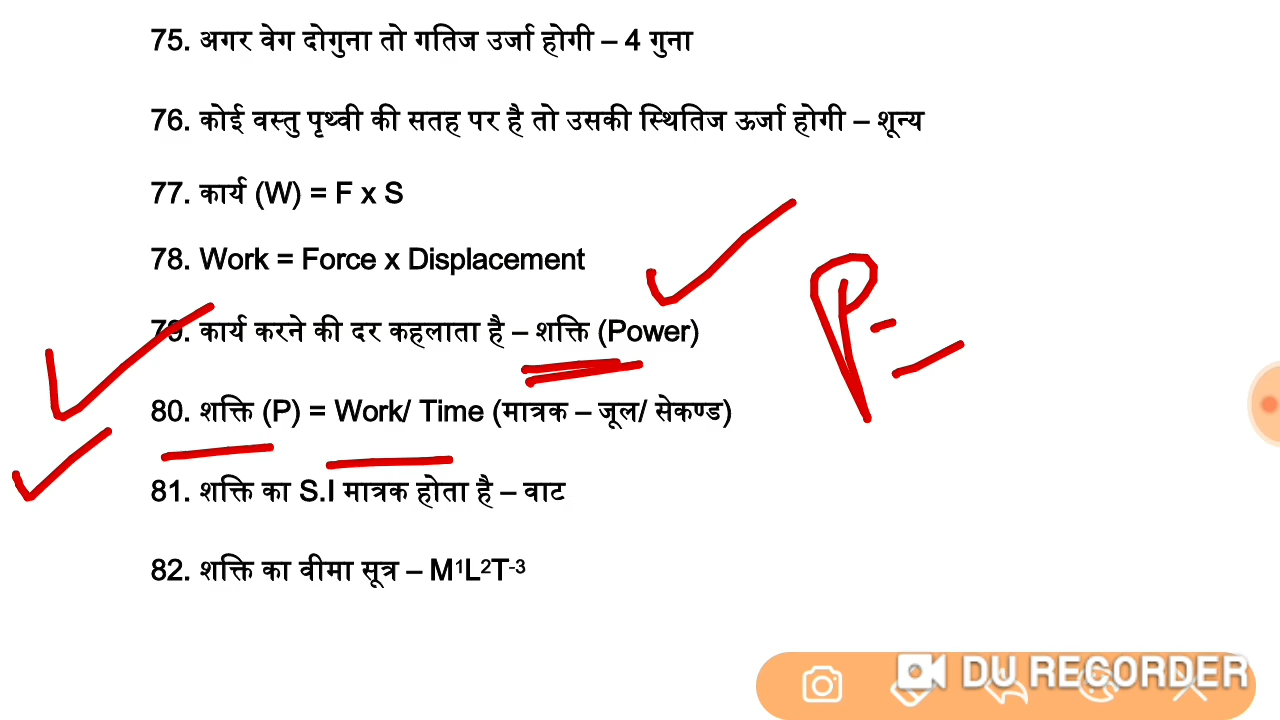 75. अगर वेग दोगुना तो गतिज उर्जा होगी – 4 गुना
76. कोई वस्तु पृथ्वी की सतह पर है तो उसकी स्थितिज ऊर्जा होगी – शून्य
77. कार्य (W) = F x S
78. Work = Force x Displacement
79. कार्य करने की दर कहलाता है – शक्ति (Power)
P =
80. शक्ति (P) = Work/ Time (मात्रक – जूल/ सेकण्ड)
81. शक्ति का S.I मात्रक होता है – वाट
82. शक्ति का वीमा सूत्र – M¹L²T⁻³
DU RECORDER